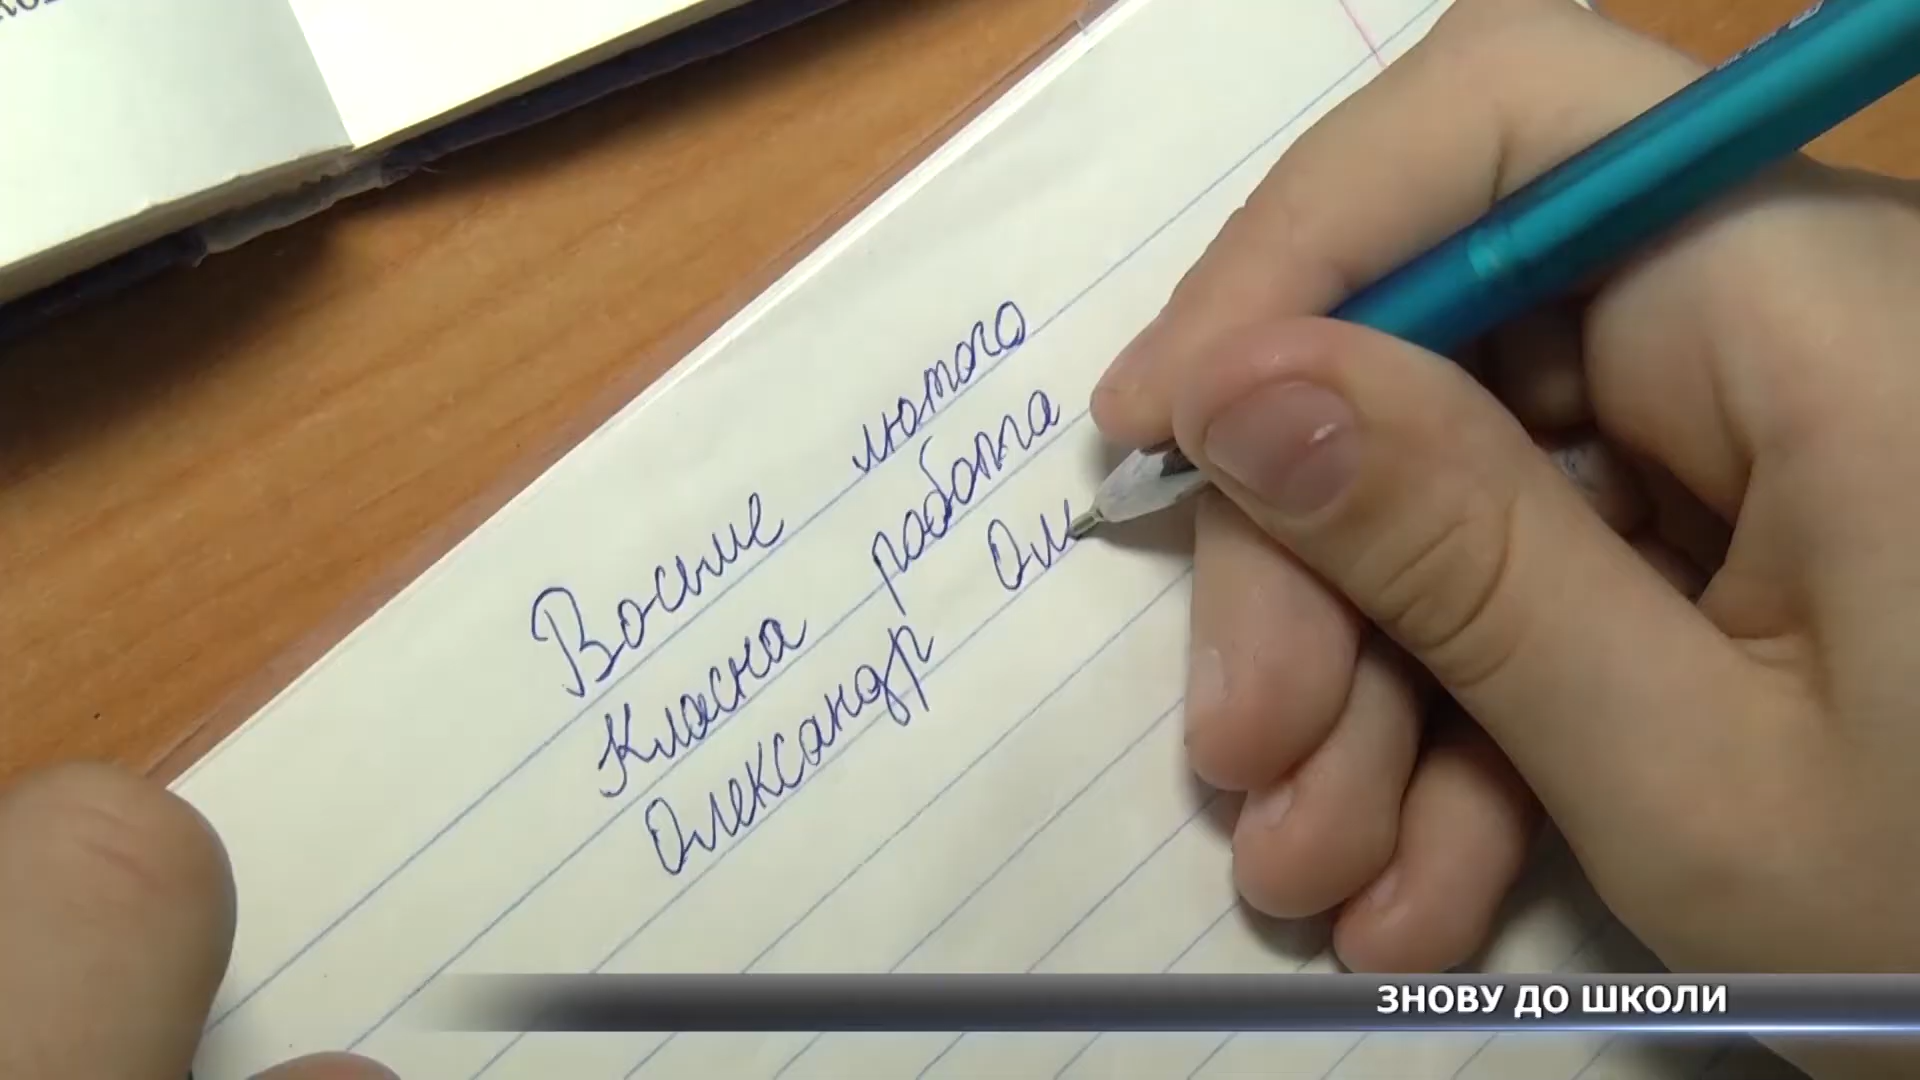 Восьме лютого
Класна робота
Олександр Ол
ЗНОВУ ДО ШКОЛИ